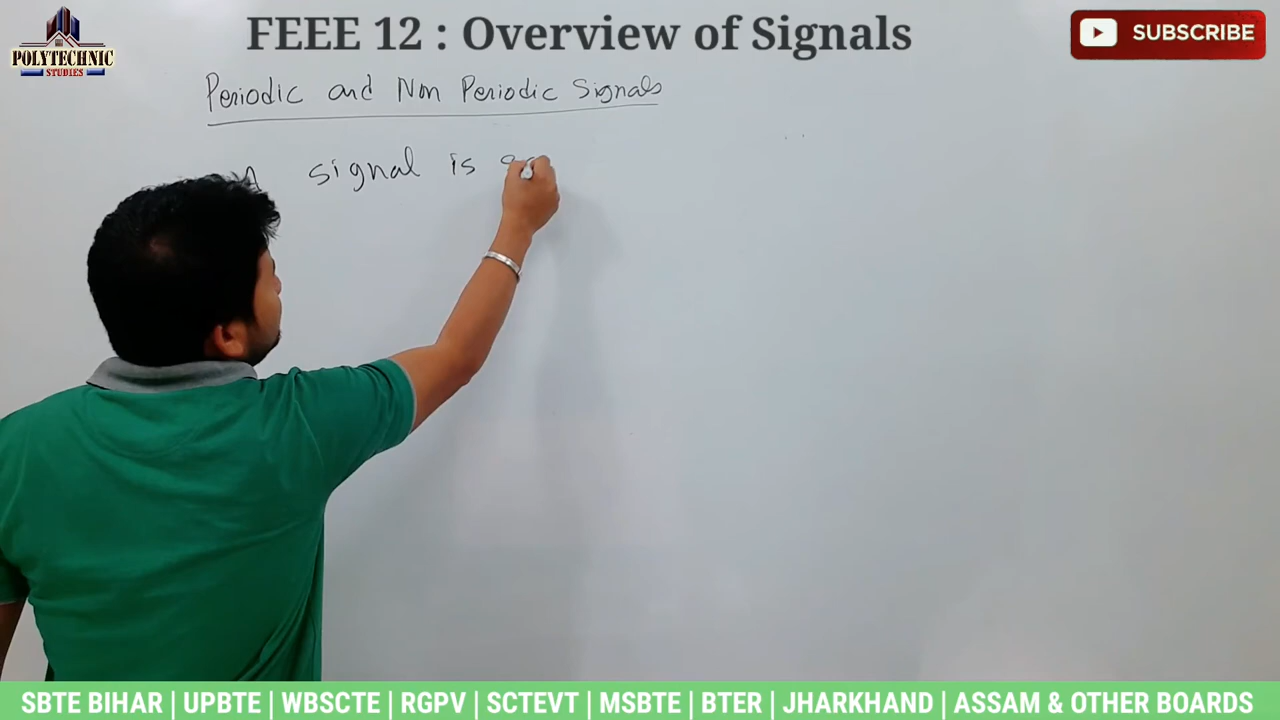 FEEE 12 : Overview of Signals
POLYTECHNIC
STUDIES
SUBSCRIBE
Periodic and Non Periodic Signals
A signal is
SBTE BIHAR | UPBTE | WBSCTE | RGPV | SCTEVT | MSBTE | BTER | JHARKHAND | ASSAM & OTHER BOARDS